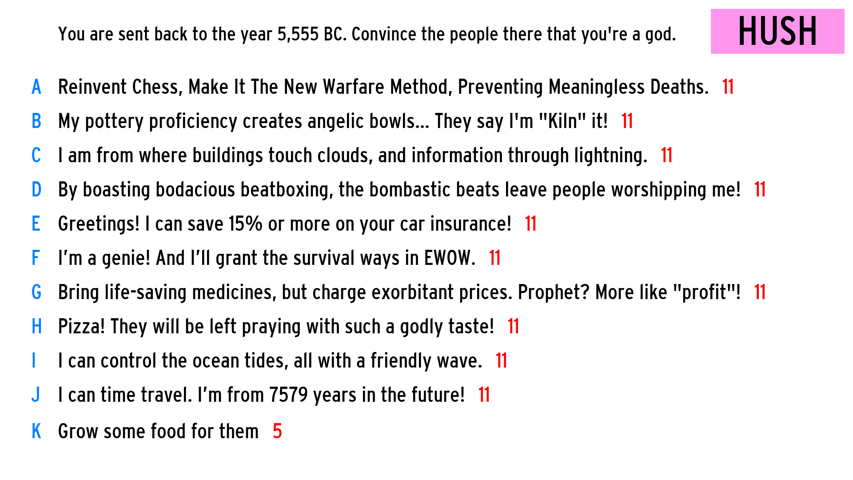 You are sent back to the year 5,555 BC. Convince the people there that you're a god.
HUSH
A Reinvent Chess, Make It The New Warfare Method, Preventing Meaningless Deaths. 11
B My pottery proficiency creates angelic bowls... They say I'm "Kiln" it! 11
C I am from where buildings touch clouds, and information through lightning. 11
D By boasting bodacious beatboxing, the bombastic beats leave people worshipping me! 11
E Greetings! I can save 15% or more on your car insurance! 11
F I’m a genie! And I’ll grant the survival ways in EWOW. 11
G Bring life-saving medicines, but charge exorbitant prices. Prophet? More like "profit"! 11
H Pizza! They will be left praying with such a godly taste! 11
I I can control the ocean tides, all with a friendly wave. 11
J I can time travel. I’m from 7579 years in the future! 11
K Grow some food for them 5